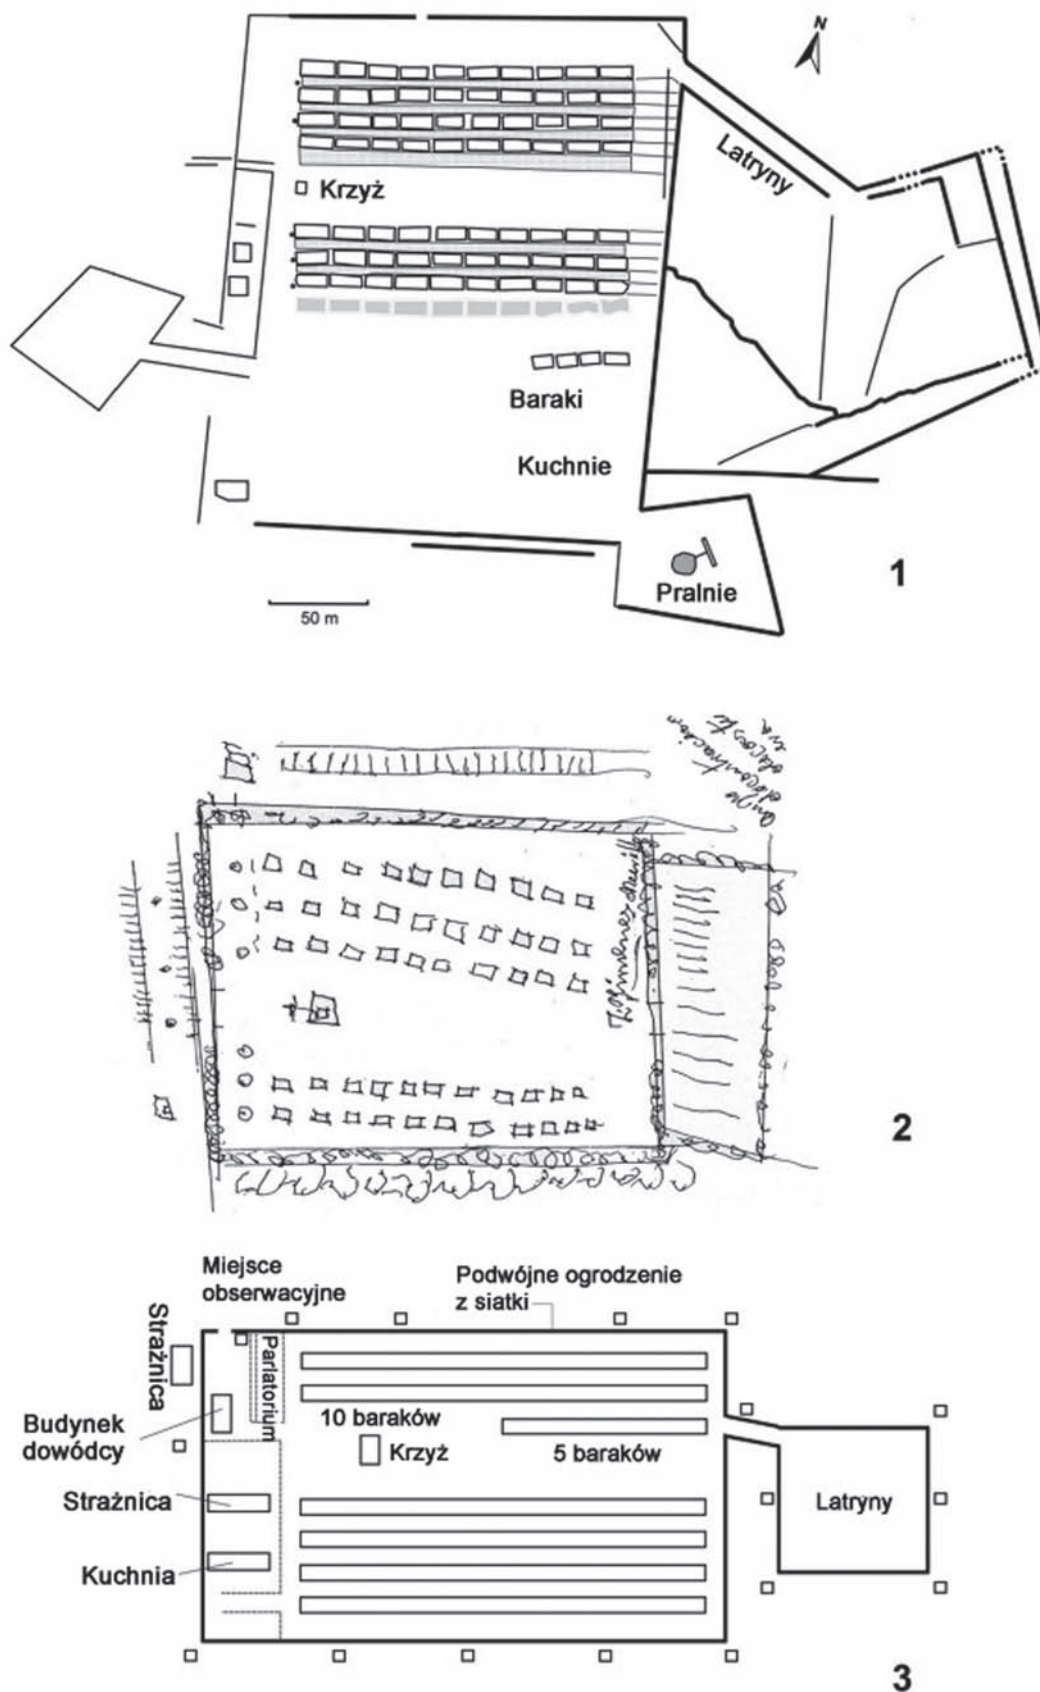 N
Latryny
Krzyż
Baraki
Kuchnie
Pralnie
50 m
1
2
Miejsce
obserwacyjne
Podwójne ogrodzenie
z siatki
Strażnica
Parlatorium
Budynek
dowódcy
10 baraków
Krzyż
5 baraków
Strażnica
Latryny
Kuchnia
3